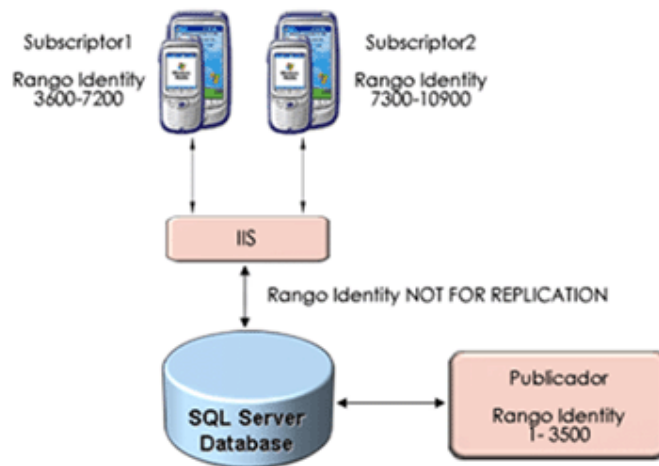 Subscriptor1
Rango Identity
3600-7200
Subscriptor2
Rango Identity
7300-10900
IIS
Rango Identity NOT FOR REPLICATION
SQL Server
Database
Publicador
Rango Identity
1- 3500